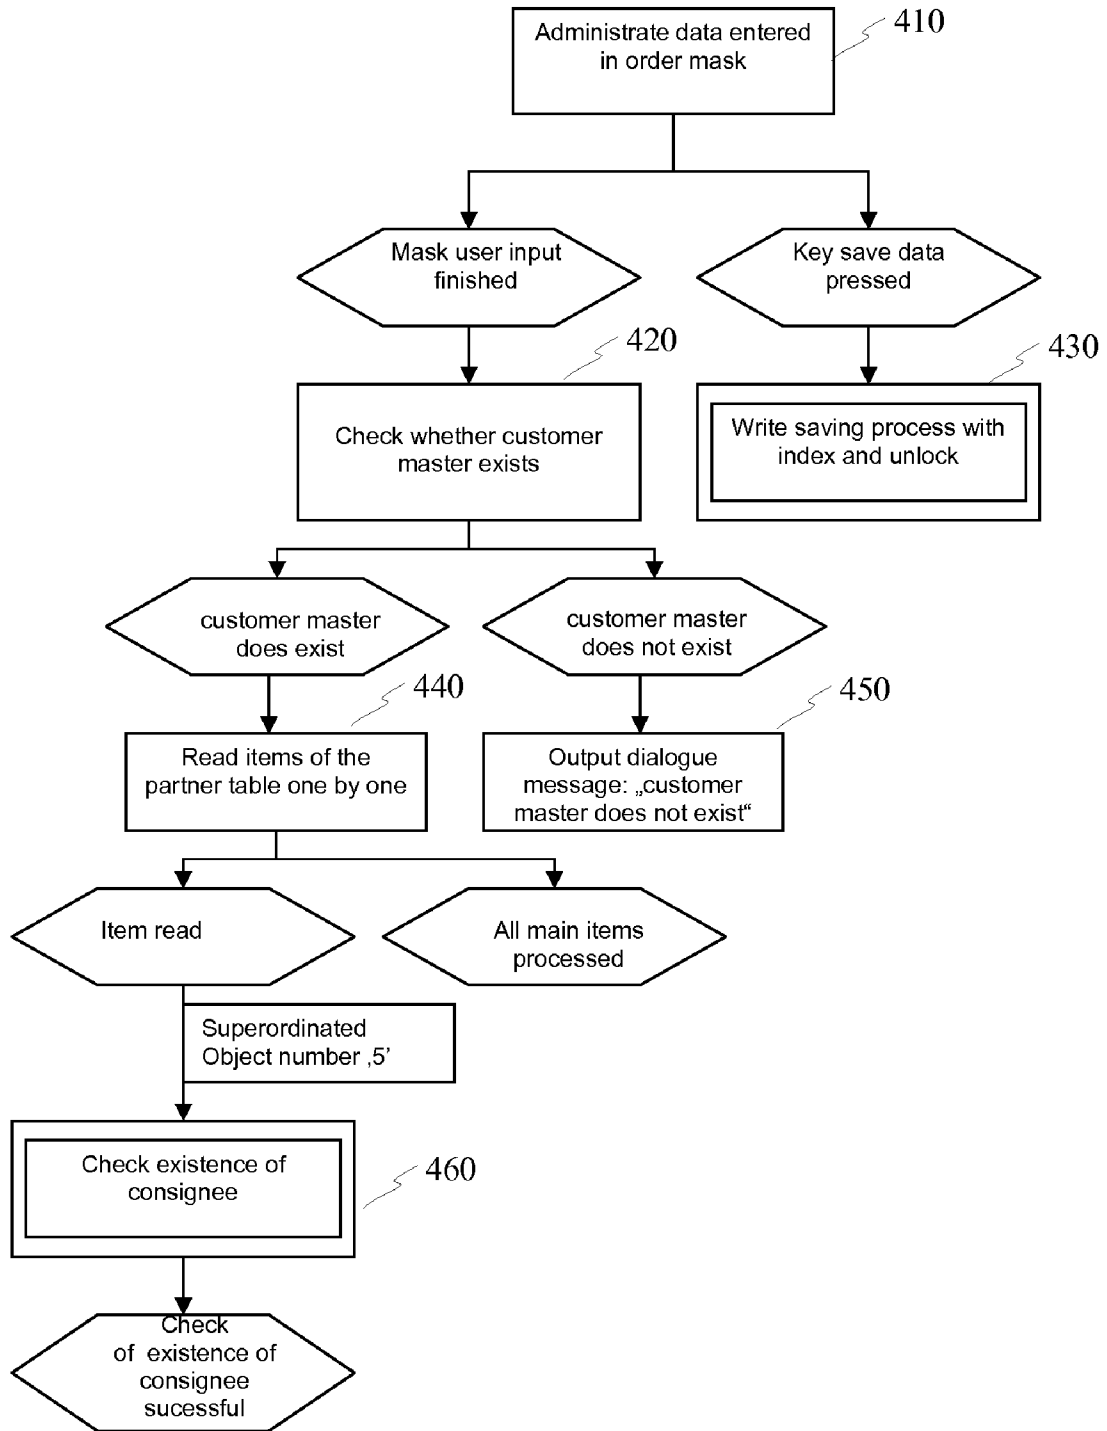 Administrate data entered
in order mask
410
Mask user input
finished
Key save data
pressed
420
430
Check whether customer
master exists
Write saving process with
index and unlock
customer master
does exist
customer master
does not exist
440
450
Read items of the
partner table one by one
Output dialogue
message: „customer
master does not exist“
Item read
All main items
processed
Superordinated
Object number ‚5’
Check existence of
consignee
460
Check
of existence of
consignee
sucessful